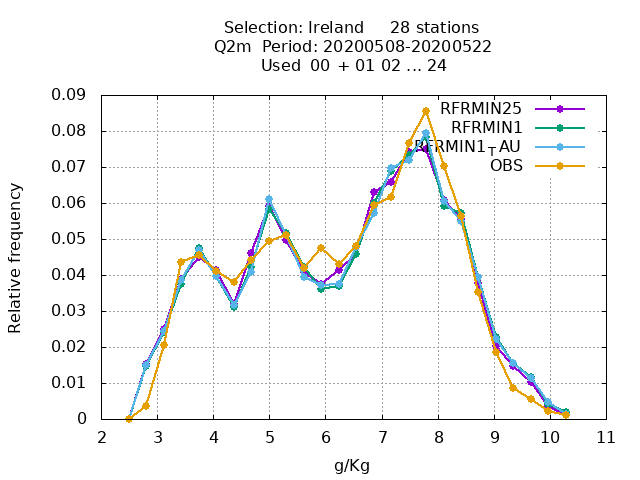 Selection: Ireland 28 stations
Q2m Period: 20200508-20200522
Used 00 + 01 02 ... 24
RFRMIN25
RFRMIN1
RFRMIN1TAU
OBS
0.09
0.08
0.07
0.06
0.05
0.04
0.03
0.02
0.01
0
Relative frequency
2 3 4 5 6 7 8 9 10 11
g/Kg